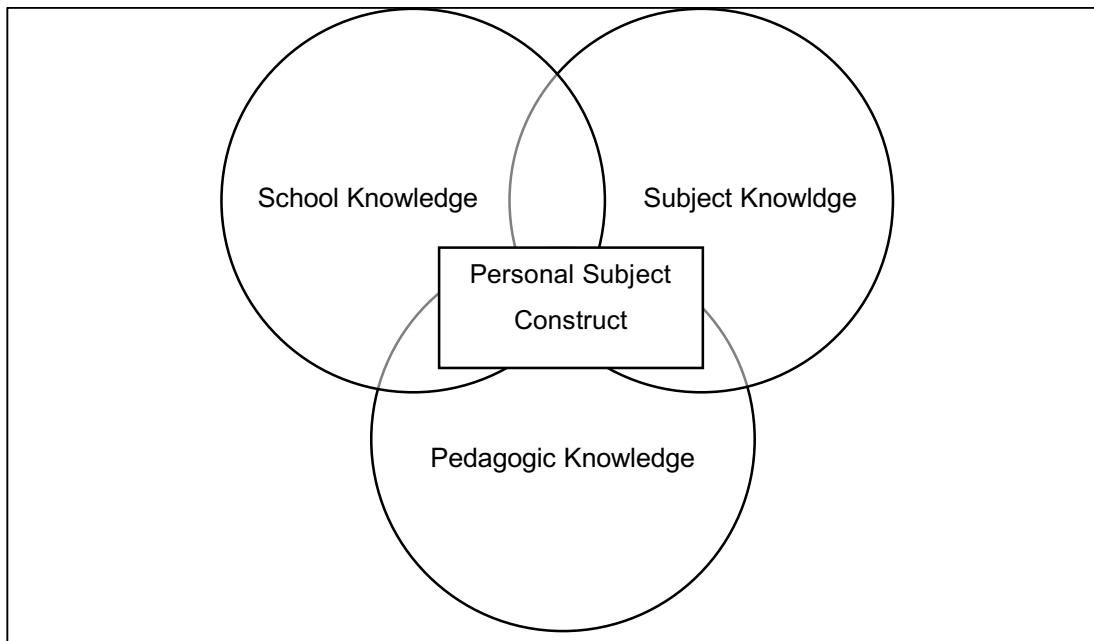 School Knowledge
Subject Knowldge
Personal Subject
Construct
Pedagogic Knowledge